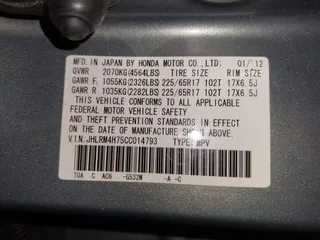 MFD. IN JAPAN BY HONDA MOTOR CO.,LTD. 01/'12
GVWR 2070KG(4564LBS) TIRE SIZE RIM SIZE
GAWR F. 1055KG(2326LBS) 225/65R17 102T 17X6.5J
GAWR R 1035KG(2282LBS) 225/65R17 102T 17X6.5J
THIS VEHICLE CONFORMS TO ALL APPLICABLE
FEDERAL MOTOR VEHICLE SAFETY
AND THEFT PREVENTION STANDARDS IN EFFECT
ON THE DATE OF MANUFACTURE SHOWN ABOVE.
V.I.N.:JHLRM4H75CC014793 TYPE:MPV
TOA C AC6 -G532M -A -C